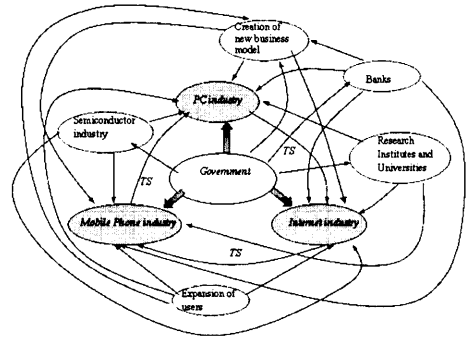 Creation of
new business
model
Banks
PC industry
Semiconductor
industry
TS
Research
Institutes and
Universities
Government
TS
Mobile Phone industry
Internet industry
TS
Expansion of
users